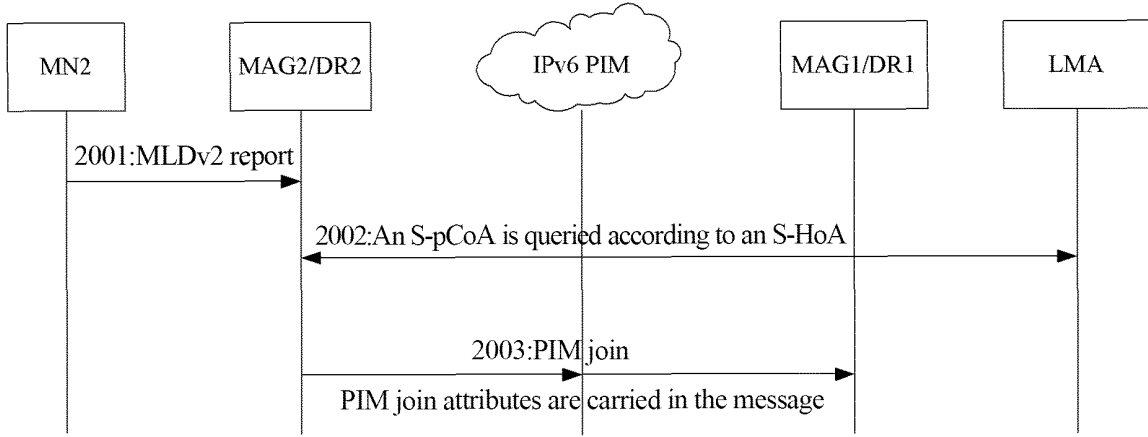 MN2
MAG2/DR2
IPv6 PIM
MAG1/DR1
LMA
2001:MLDv2 report
2002:An S-pCoA is queried according to an S-HoA
2003:PIM join
PIM join attributes are carried in the message